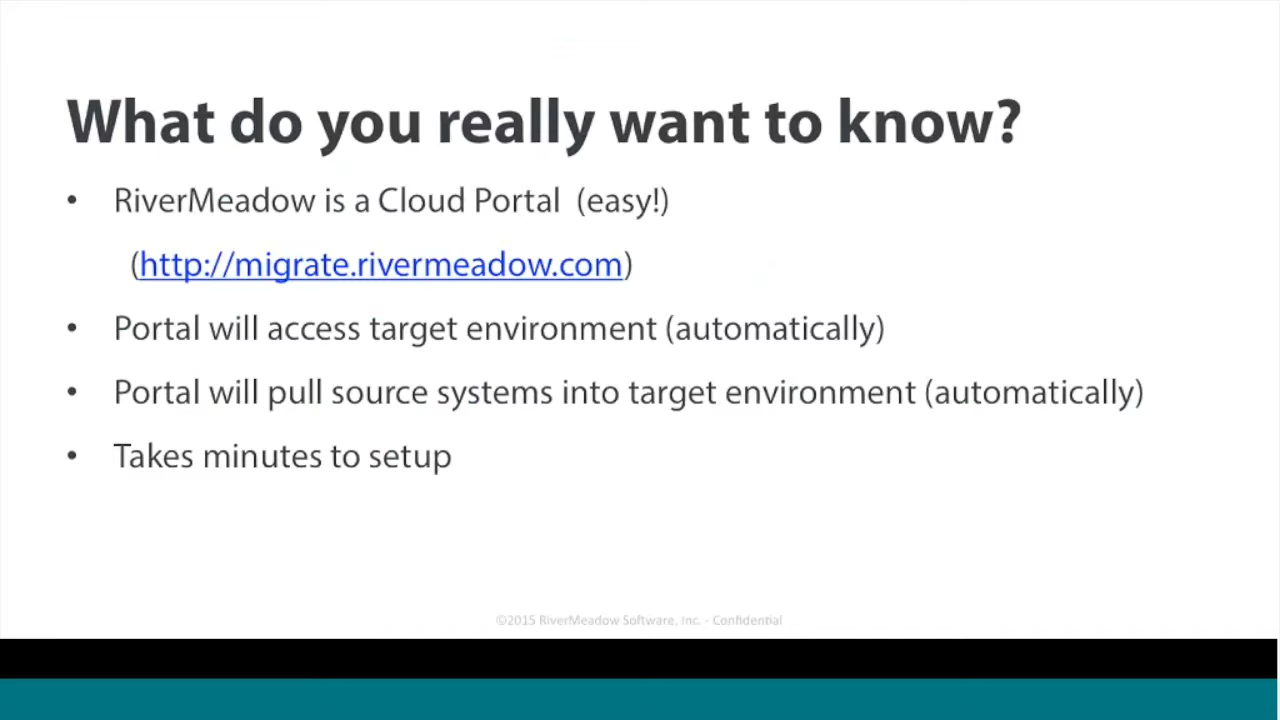 What do you really want to know?
• RiverMeadow is a Cloud Portal (easy!)
(http://migrate.rivermeadow.com)
• Portal will access target environment (automatically)
• Portal will pull source systems into target environment (automatically)
• Takes minutes to setup
©2015 RiverMeadow Software, Inc. - Confidential